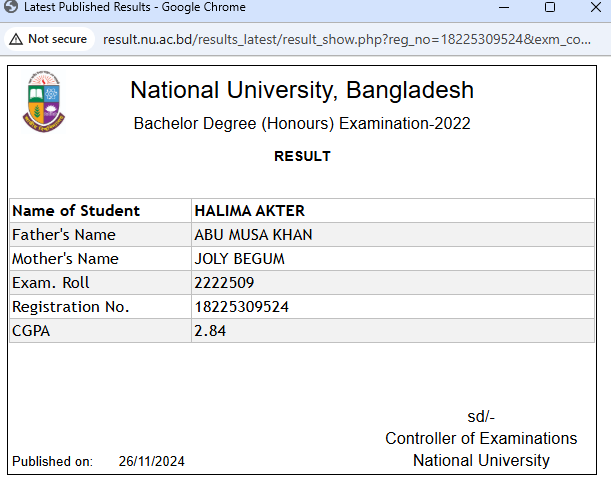 Latest Published Results - Google Chrome
Not secure result.nu.ac.bd/results_latest/result_show.php?reg_no=18225309524&exm_co...
National University, Bangladesh
Bachelor Degree (Honours) Examination-2022
RESULT
Name of Student HALIMA AKTER
Father's Name ABU MUSA KHAN
Mother's Name JOLY BEGUM
Exam. Roll 2222509
Registration No. 18225309524
CGPA 2.84
sd/-
Controller of Examinations
Published on: 26/11/2024 National University